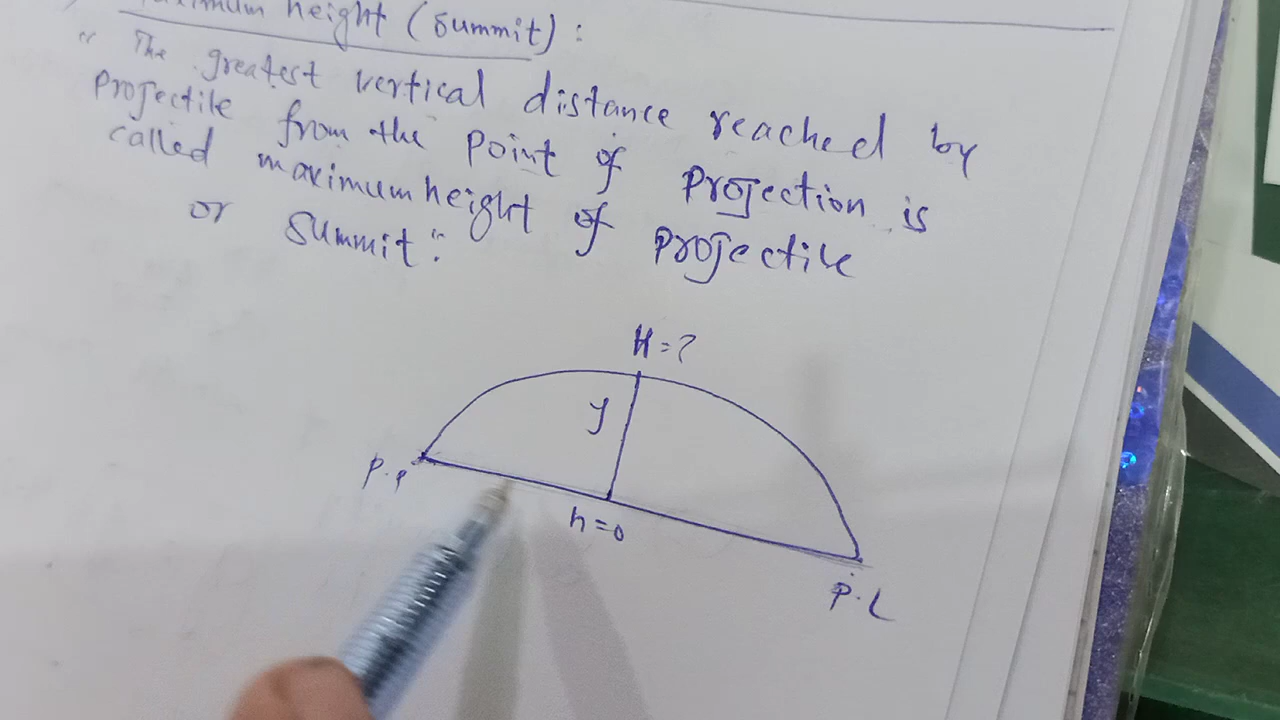 maximum height (summit) :
" The greatest vertical distance reached by
projectile from the point of projection is
called maximum height of projectile
or summit".
H = ?
y
P.P
h = 0
P.L